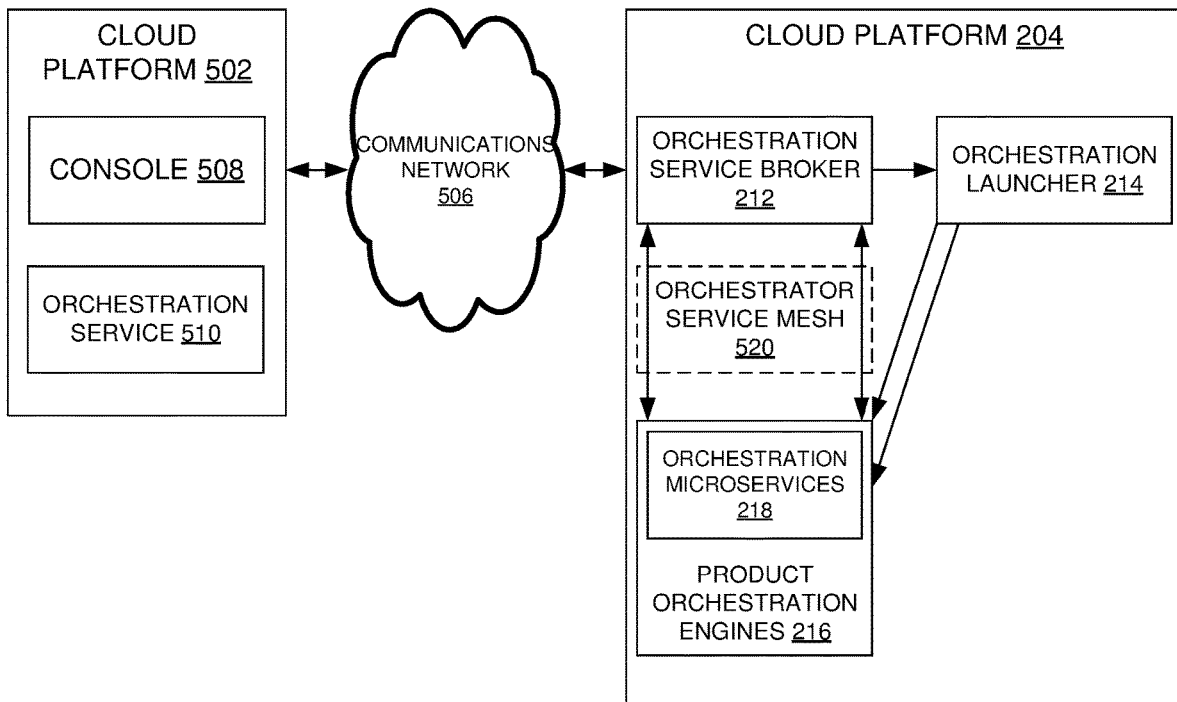 CLOUD
PLATFORM 502
CONSOLE 508
ORCHESTRATION
SERVICE 510
COMMUNICATIONS
NETWORK
506
CLOUD PLATFORM 204
ORCHESTRATION
SERVICE BROKER
212
ORCHESTRATION
LAUNCHER 214
ORCHESTRATOR
SERVICE MESH
520
ORCHESTRATION
MICROSERVICES
218
PRODUCT
ORCHESTRATION
ENGINES 216